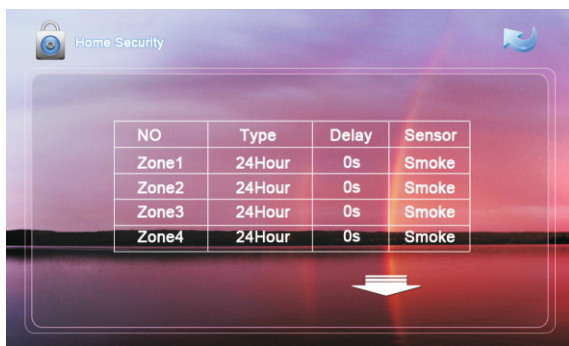 Home Security
NO Type Delay Sensor
Zone1 24Hour 0s Smoke
Zone2 24Hour 0s Smoke
Zone3 24Hour 0s Smoke
Zone4 24Hour 0s Smoke